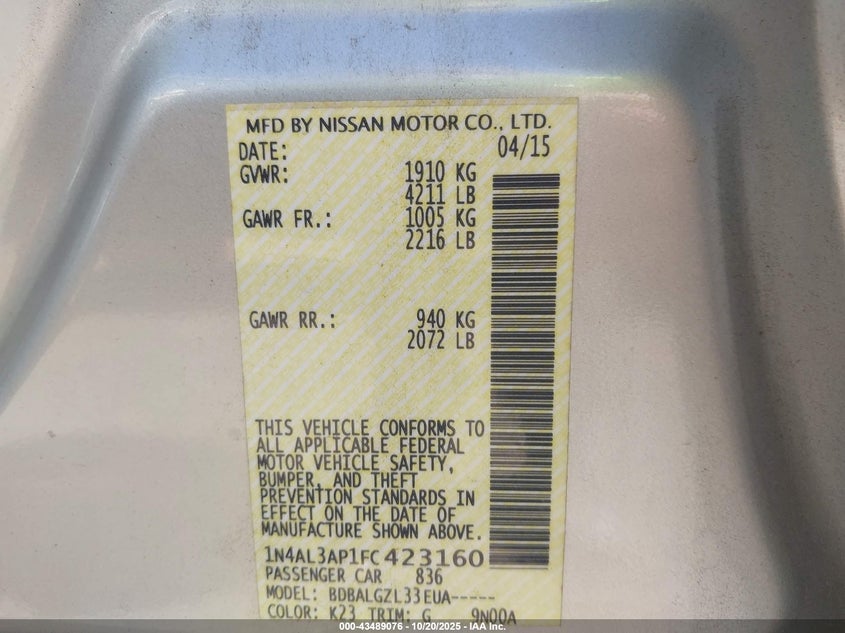 MFD BY NISSAN MOTOR CO., LTD.
DATE: 04/15
GVWR: 1910 KG
4211 LB
GAWR FR.: 1005 KG
2216 LB
GAWR RR.: 940 KG
2072 LB
THIS VEHICLE CONFORMS TO
ALL APPLICABLE FEDERAL
MOTOR VEHICLE SAFETY,
BUMPER, AND THEFT
PREVENTION STANDARDS IN
EFFECT ON THE DATE OF
MANUFACTURE SHOWN ABOVE.
1N4AL3AP1FC423160
PASSENGER CAR 836
MODEL: BDBALGZL33EUA-----
COLOR: K23 TRIM: G 9N00A
000-43489076 - 10/20/2025 - IAA Inc.